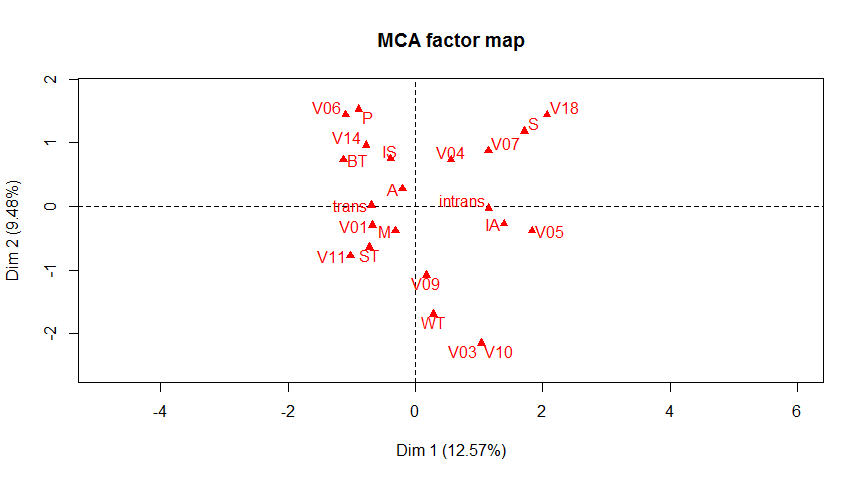 MCA factor map
2
V06
P
V18
S
1
V14
IS
BT
V04
V07
A
0
trans
intrans
V01
M
IA
V05
V11
ST
-1
V09
WT
-2
V03 V10
Dim 2 (9.48%)
-4 -2 0 2 4 6
Dim 1 (12.57%)